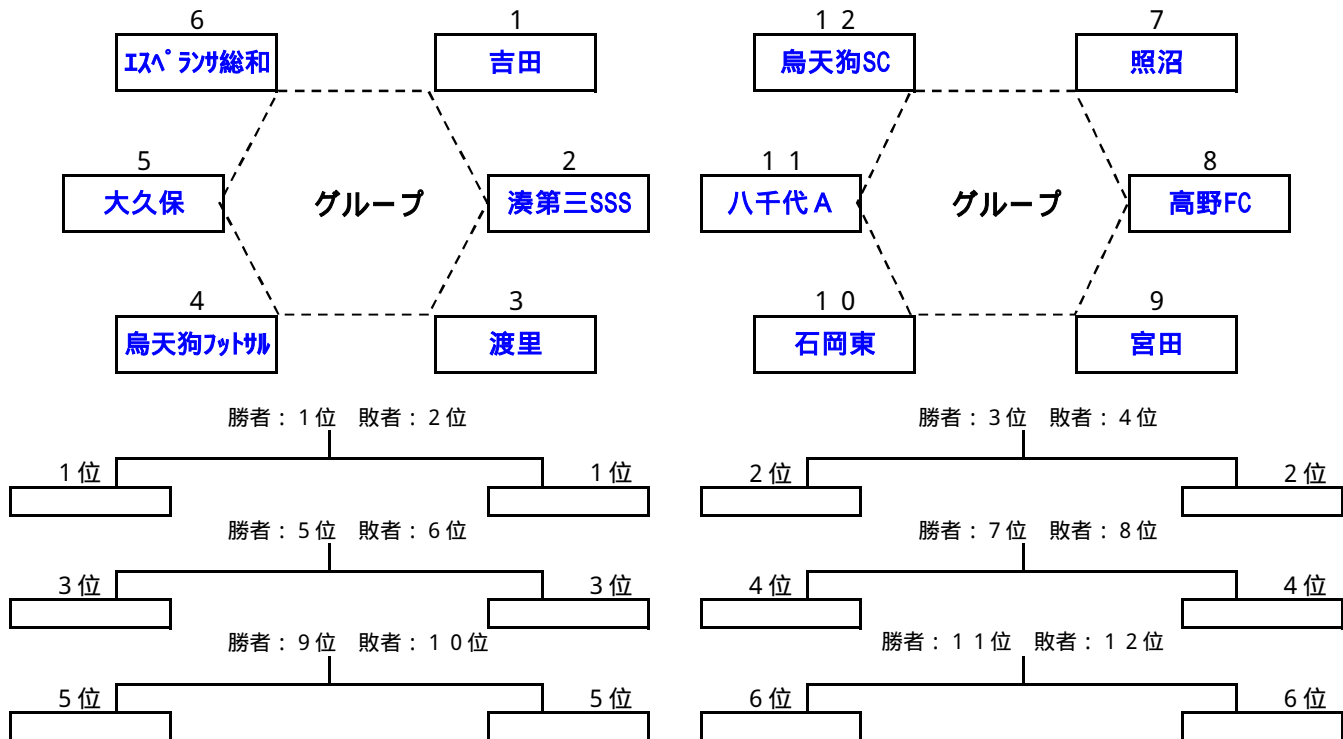 6 1 1 2 7
ｴｽﾍﾟﾗﾝｻ総和 吉田 烏天狗SC 照沼
5 2 1 1 8
大久保 グループ 湊第三SSS 八千代A グループ 高野FC
4 3 1 0 9
烏天狗ﾌｯﾄｻﾙ 渡里 石岡東 宮田
勝者：1位 敗者：2位 勝者：3位 敗者：4位
1位 1位 2位 2位
勝者：5位 敗者：6位 勝者：7位 敗者：8位
3位 3位 4位 4位
勝者：9位 敗者：1 0位 勝者：1 1位 敗者：1 2位
5位 5位 6位 6位